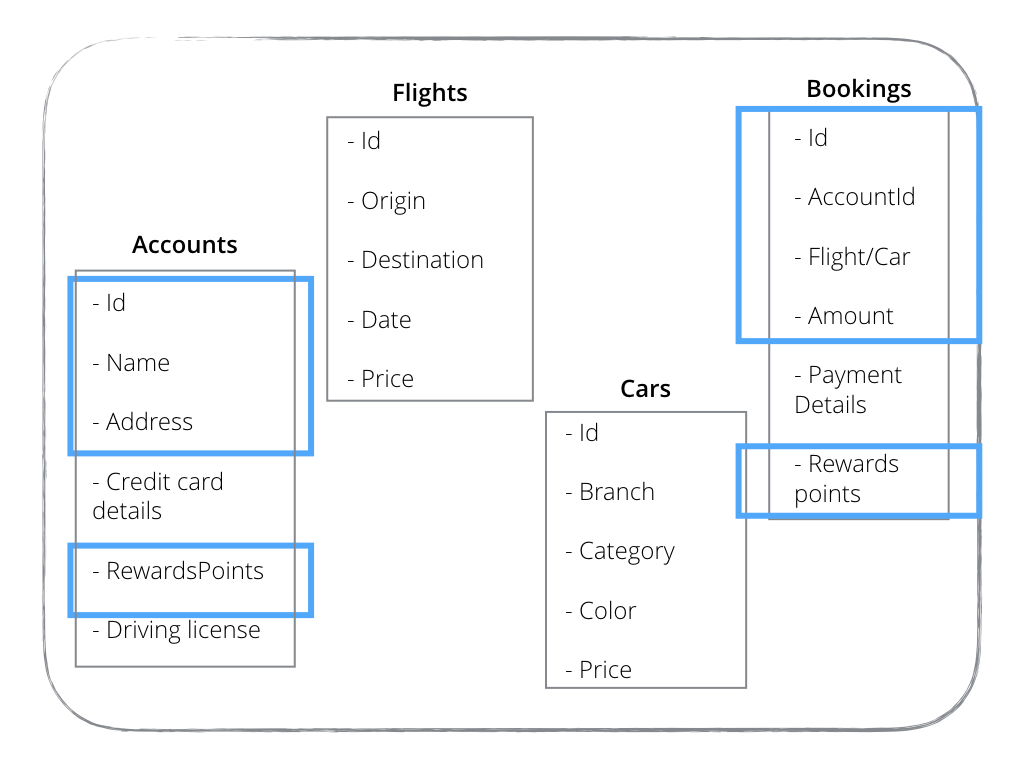 Flights
- Id
- Origin
- Destination
- Date
- Price
Bookings
- Id
- AccountId
- Flight/Car
- Amount
- Payment
Details
- Rewards
points
Accounts
- Id
- Name
- Address
- Credit card
details
- RewardsPoints
- Driving license
Cars
- Id
- Branch
- Category
- Color
- Price